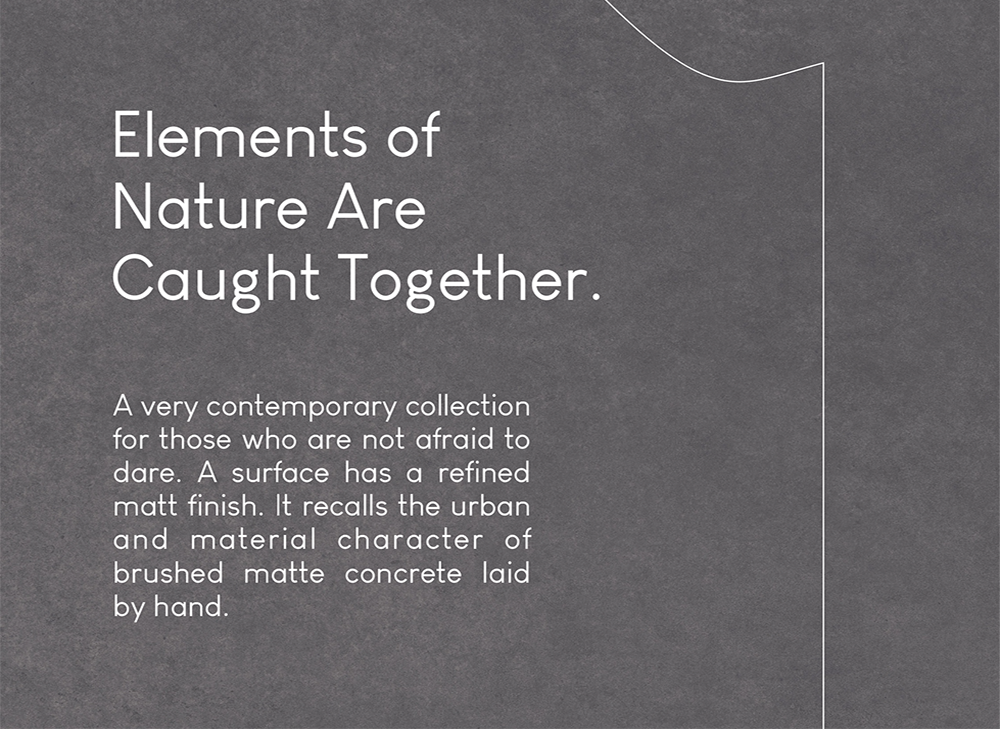 Elements of
Nature Are
Caught Together.
A very contemporary collection
for those who are not afraid to
dare. A surface has a refined
matt finish. It recalls the urban
and material character of
brushed matte concrete laid
by hand.